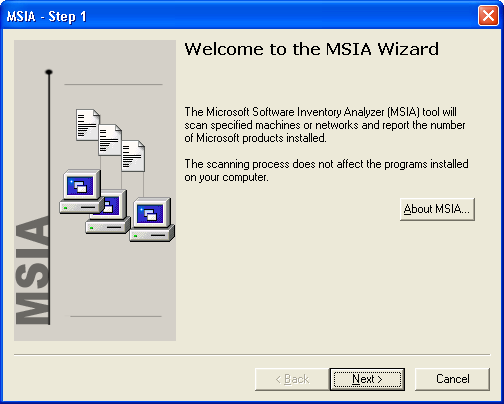 MSIA - Step 1
Welcome to the MSIA Wizard
The Microsoft Software Inventory Analyzer (MSIA) tool will
scan specified machines or networks and report the number
of Microsoft products installed.
The scanning process does not affect the programs installed
on your computer.
About MSIA...
MSIA
< Back
Next >
Cancel